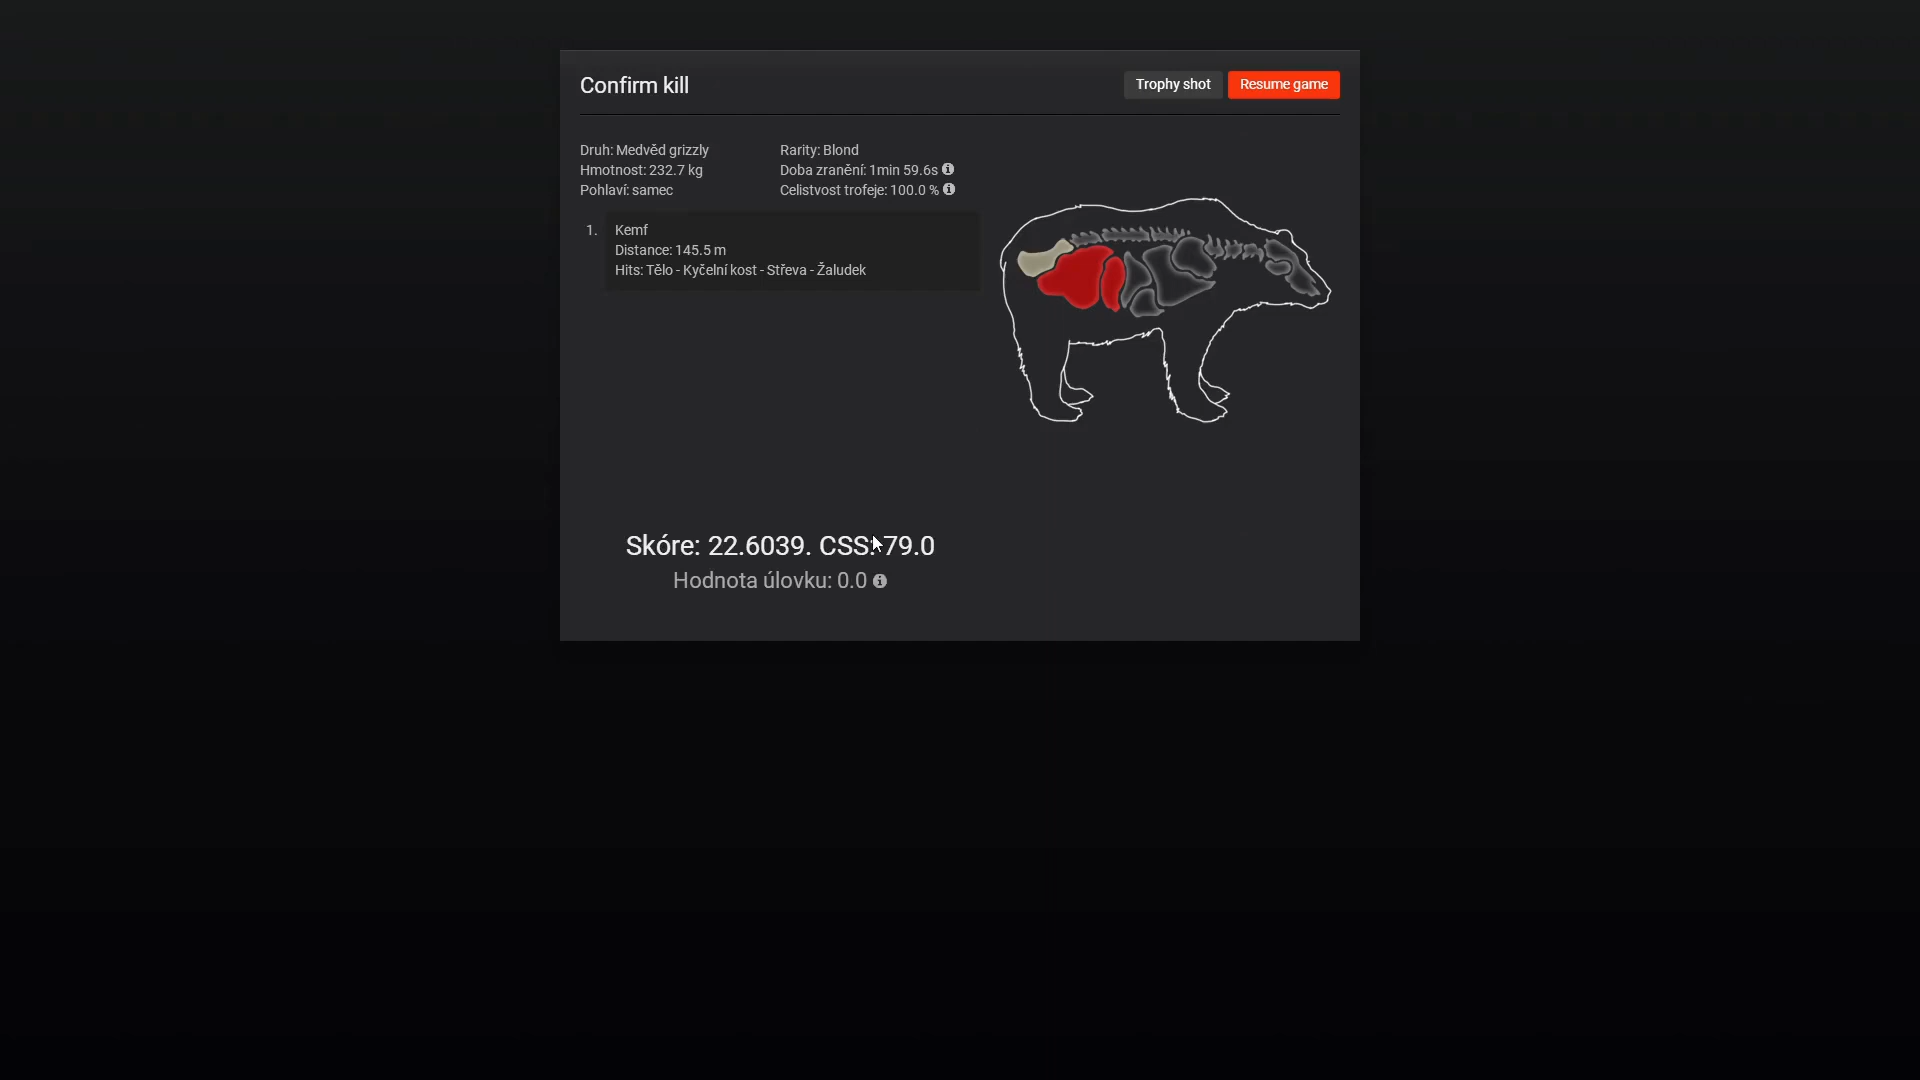 Confirm kill
Trophy shot
Resume game
Druh: Medvěd grizzly
Hmotnost: 232.7 kg
Pohlaví: samec
Rarity: Blond
Doba zranění: 1min 59.6s
Celistvost trofeje: 100.0 %
1.
Kemf
Distance: 145.5 m
Hits: Tělo - Kyčelní kost - Střeva - Žaludek
Skóre: 22.6039. CSS: 79.0
Hodnota úlovku: 0.0